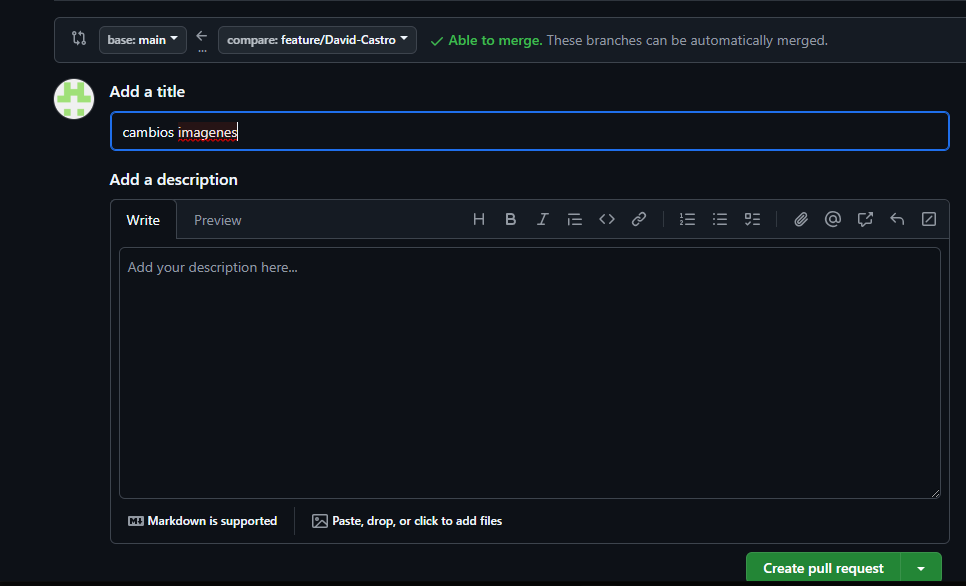 base: main compare: feature/David-Castro Able to merge. These branches can be automatically merged.
Add a title
cambios imagenes
Add a description
Write Preview
Add your description here...
Markdown is supported Paste, drop, or click to add files
Create pull request